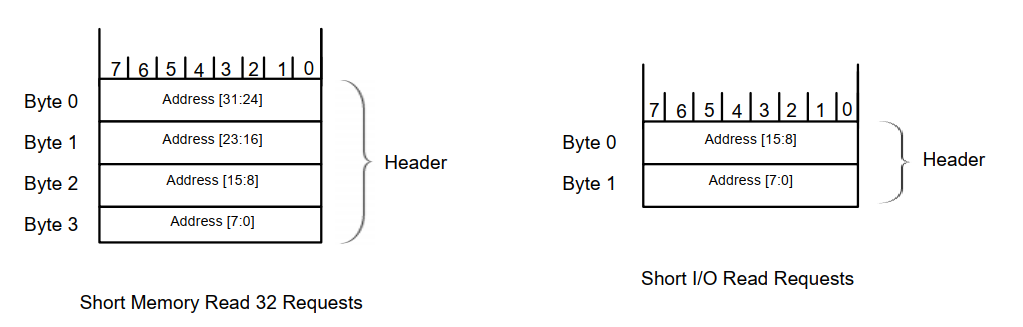 7 6 5 4 3 2 1 0
Byte 0 Address [31:24]
Byte 1 Address [23:16]
Byte 2 Address [15:8]
Byte 3 Address [7:0]
Header
Short Memory Read 32 Requests
7 6 5 4 3 2 1 0
Byte 0 Address [15:8]
Byte 1 Address [7:0]
Header
Short I/O Read Requests